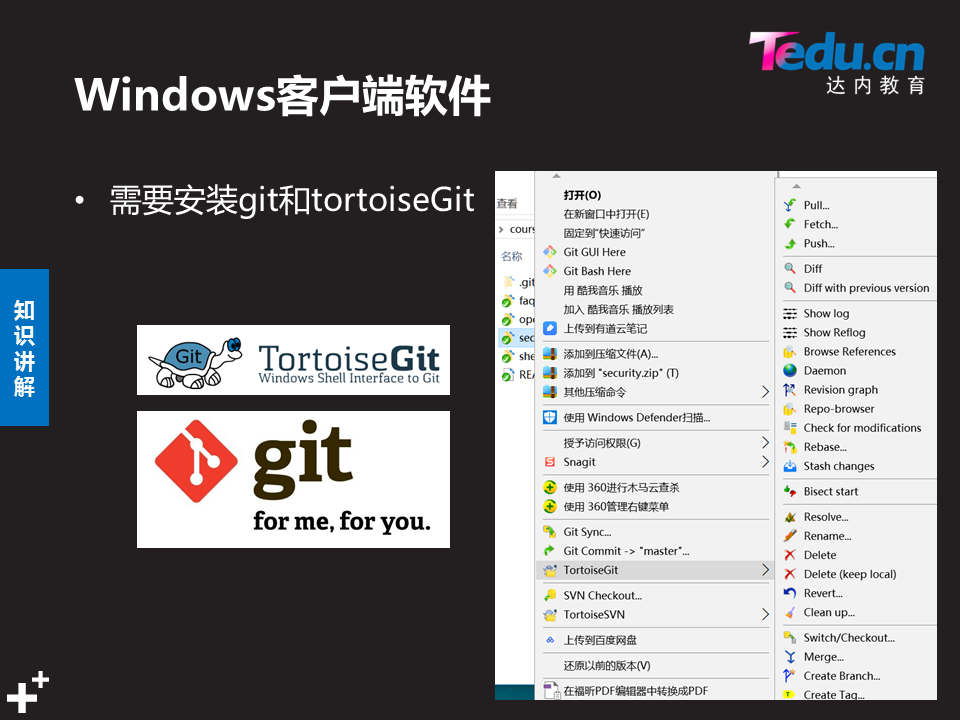 Tedu.cn
达内教育
Windows客户端软件
• 需要安装git和tortoiseGit
知识讲解
Git
TortoiseGit
Windows Shell Interface to Git
git
for me, for you.
查看
cours
名称
.git
faq
ope
sec
she
REA
打开(O)
在新窗口中打开(E)
固定到"快速访问"
Git GUI Here
Git Bash Here
用 酷我音乐 播放
加入 酷我音乐 播放列表
上传到有道云笔记
添加到压缩文件(A)...
添加到 "security.zip" (T)
其他压缩命令
使用 Windows Defender扫描...
授予访问权限(G)
Snagit
使用 360进行木马云查杀
使用 360管理右键菜单
Git Sync...
Git Commit -> "master"...
TortoiseGit
SVN Checkout...
TortoiseSVN
上传到百度网盘
还原以前的版本(V)
在福昕PDF编辑器中转换成PDF
Pull...
Fetch...
Push...
Diff
Diff with previous version
Show log
Show Reflog
Browse References
Daemon
Revision graph
Repo-browser
Check for modifications
Rebase...
Stash changes
Bisect start
Resolve...
Rename...
Delete
Delete (keep local)
Revert...
Clean up...
Switch/Checkout...
Merge...
Create Branch...
Create Tag...